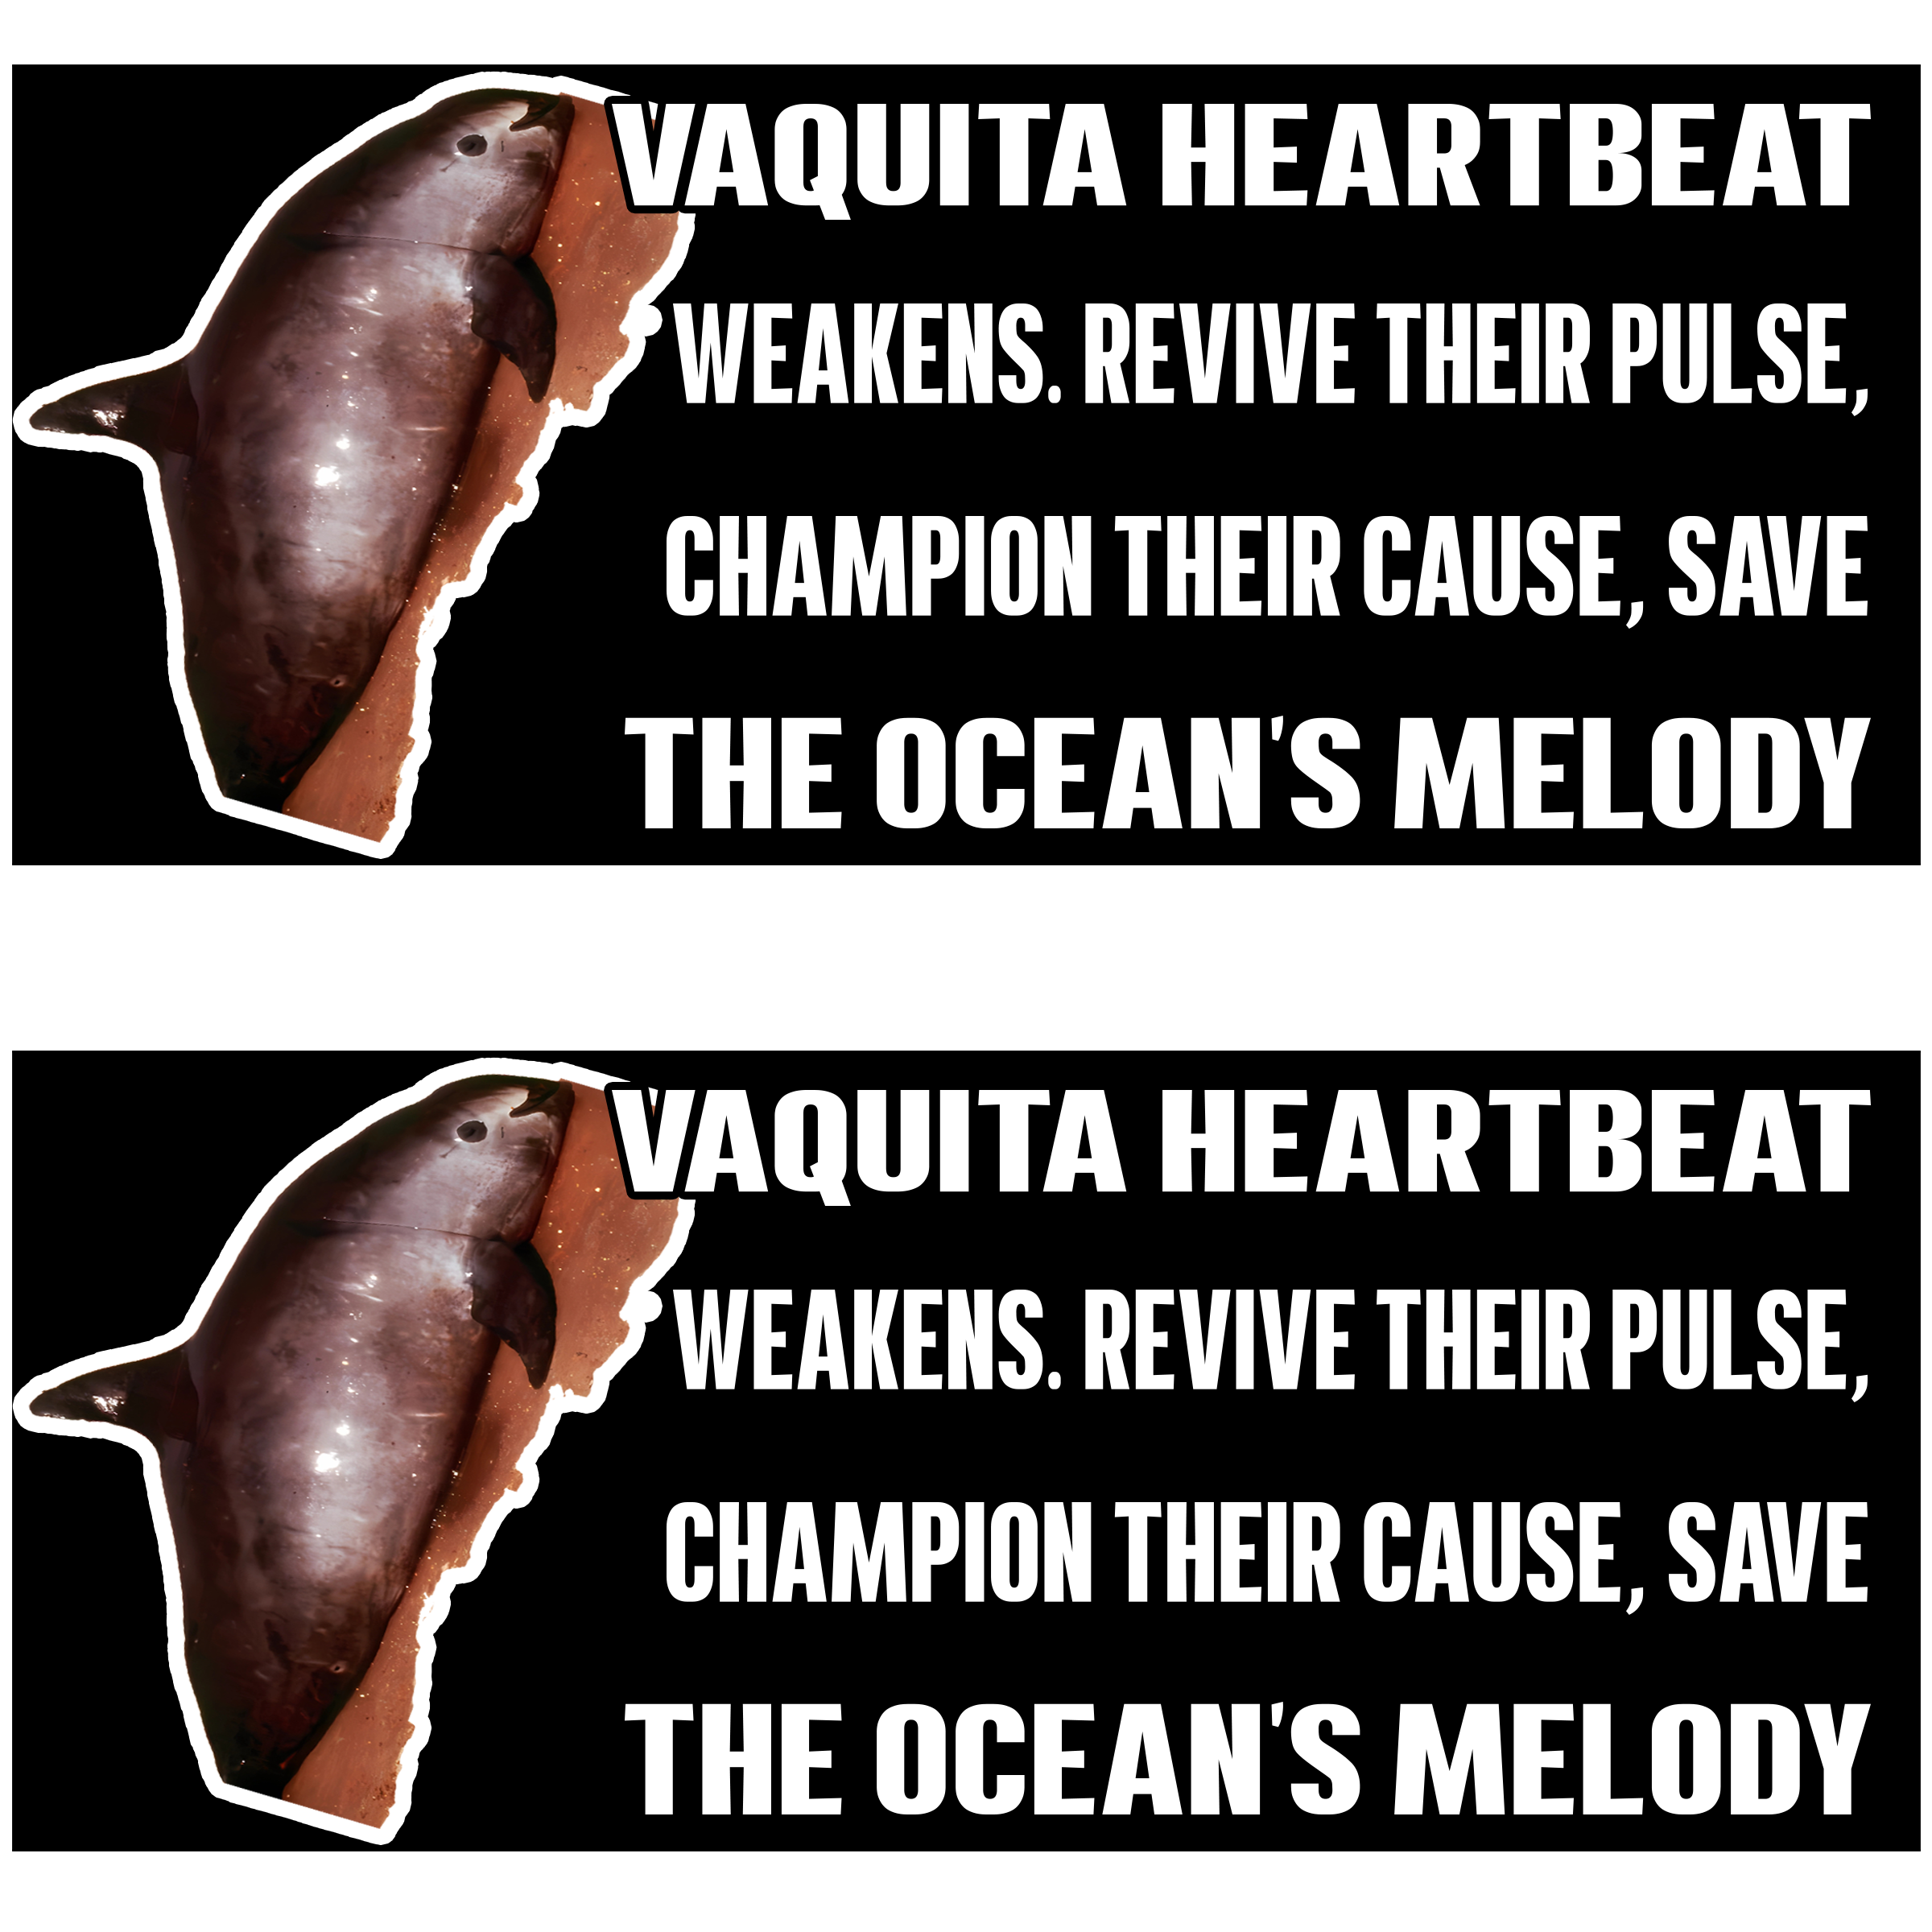 VAQUITA HEARTBEAT
WEAKENS. REVIVE THEIR PULSE,
CHAMPION THEIR CAUSE, SAVE
THE OCEAN'S MELODY
VAQUITA HEARTBEAT
WEAKENS. REVIVE THEIR PULSE,
CHAMPION THEIR CAUSE, SAVE
THE OCEAN'S MELODY